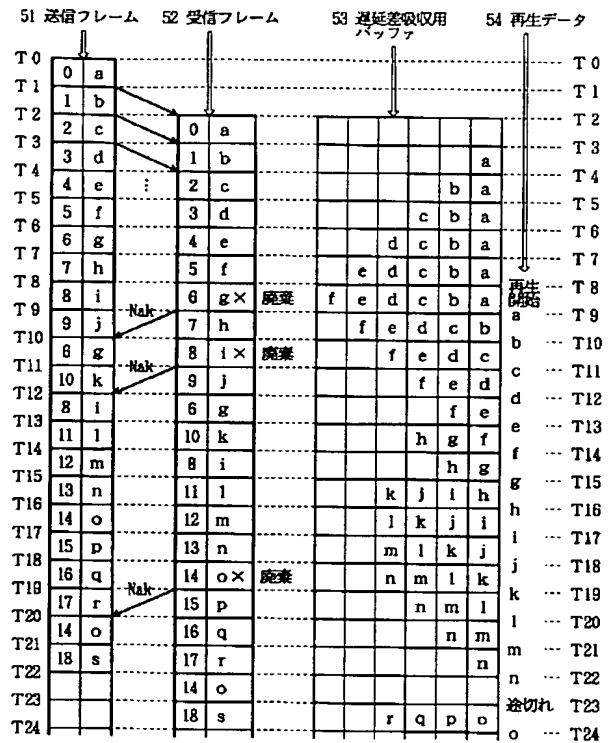 51 送信フレーム 52 受信フレーム 53 遅延差吸収用バッファ 54 再生データ
T0 T0
0 a
T1 T1
1 b
T2 T2
2 c 0 a
T3 T3
3 d 1 b a
T4 T4
4 e ⋮ 2 c b a
T5 T5
5 f 3 d c b a
T6 T6
6 g 4 e d c b a
T7 T7
7 h 5 f e d c b a
T8 再生開始 T8
8 i 6 g× 廃棄 f e d c b a a
T9 Nak T9
9 j 7 h f e d c b b
T10 T10
6 g Nak 8 i× 廃棄 f e d c c
T11 T11
10 k 9 j f e d d
T12 T12
8 i 6 g f e e
T13 T13
11 l 10 k h g f f
T14 T14
12 m 8 i h g g
T15 T15
13 n 11 l k j i h h
T16 T16
14 o 12 m l k j i i
T17 T17
15 p 13 n m l k j j
T18 T18
16 q 14 o× 廃棄 n m l k k
T19 Nak T19
17 r 15 p n m l l
T20 T20
14 o 16 q n m m
T21 T21
18 s 17 r n n
T22 T22
14 o
T23 途切れ T23
18 s r q p o o
T24 T24